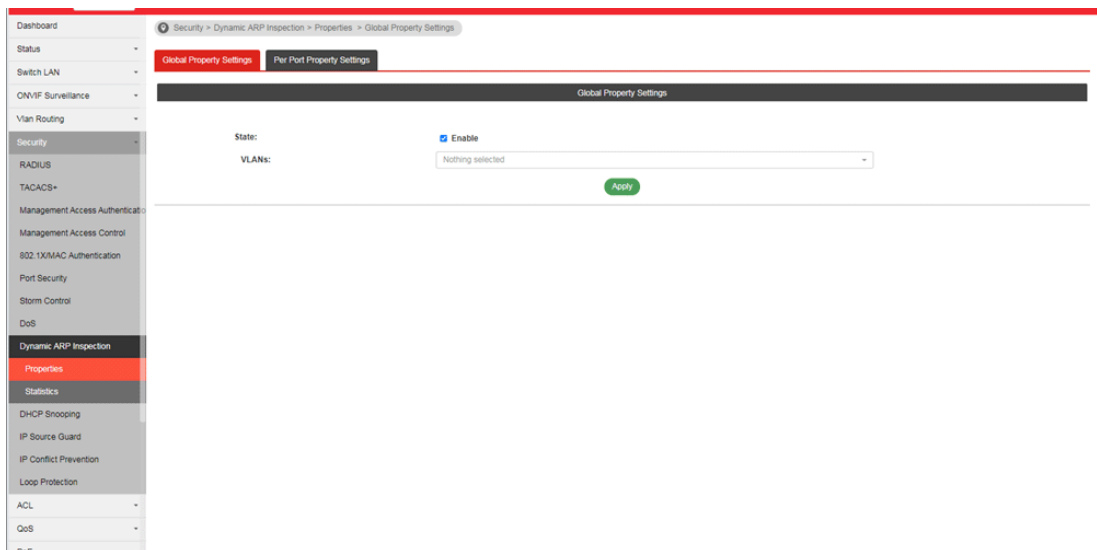 Dashboard
Status
Switch LAN
ONVIF Surveillance
Vlan Routing
Security
RADIUS
TACACS+
Management Access Authenticatio
Management Access Control
802.1X/MAC Authentication
Port Security
Storm Control
DoS
Dynamic ARP Inspection
Properties
Statistics
DHCP Snooping
IP Source Guard
IP Conflict Prevention
Loop Protection
ACL
QoS
Security > Dynamic ARP Inspection > Properties > Global Property Settings
Global Property Settings Per Port Property Settings
Global Property Settings
State: Enable
VLANs: Nothing selected
Apply